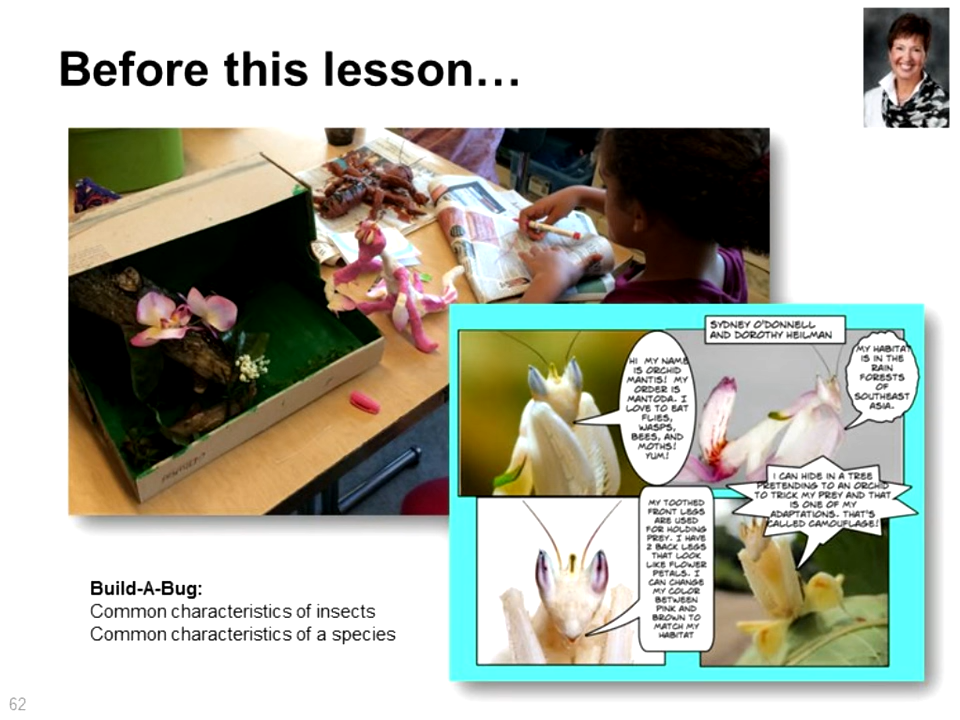 Before this lesson…
SYDNEY O'DONNELL
AND DOROTHY HEILMAN
HI MY NAME
IS ORCHID
MANTIS! MY
ORDER IS
MANTODA. I
LOVE TO EAT
FLIES,
WASPS,
BEES, AND
MOTHS!
YUM!
MY HABITAT
IS IN THE
RAIN
FORESTS
OF
SOUTHEAST
ASIA.
I CAN HIDE IN A TREE
PRETENDING TO AN ORCHID
TO TRICK MY PREY AND THAT
IS ONE OF MY
ADAPTATIONS. THAT'S
CALLED CAMOUFLAGE!
MY TOOTHED
FRONT LEGS
ARE USED
FOR HOLDING
PREY. I HAVE
2 BACK LEGS
THAT LOOK
LIKE FLOWER
PETALS. I
CAN CHANGE
MY COLOR
BETWEEN
PINK AND
BROWN TO
MATCH MY
HABITAT
Build-A-Bug:
Common characteristics of insects
Common characteristics of a species
62